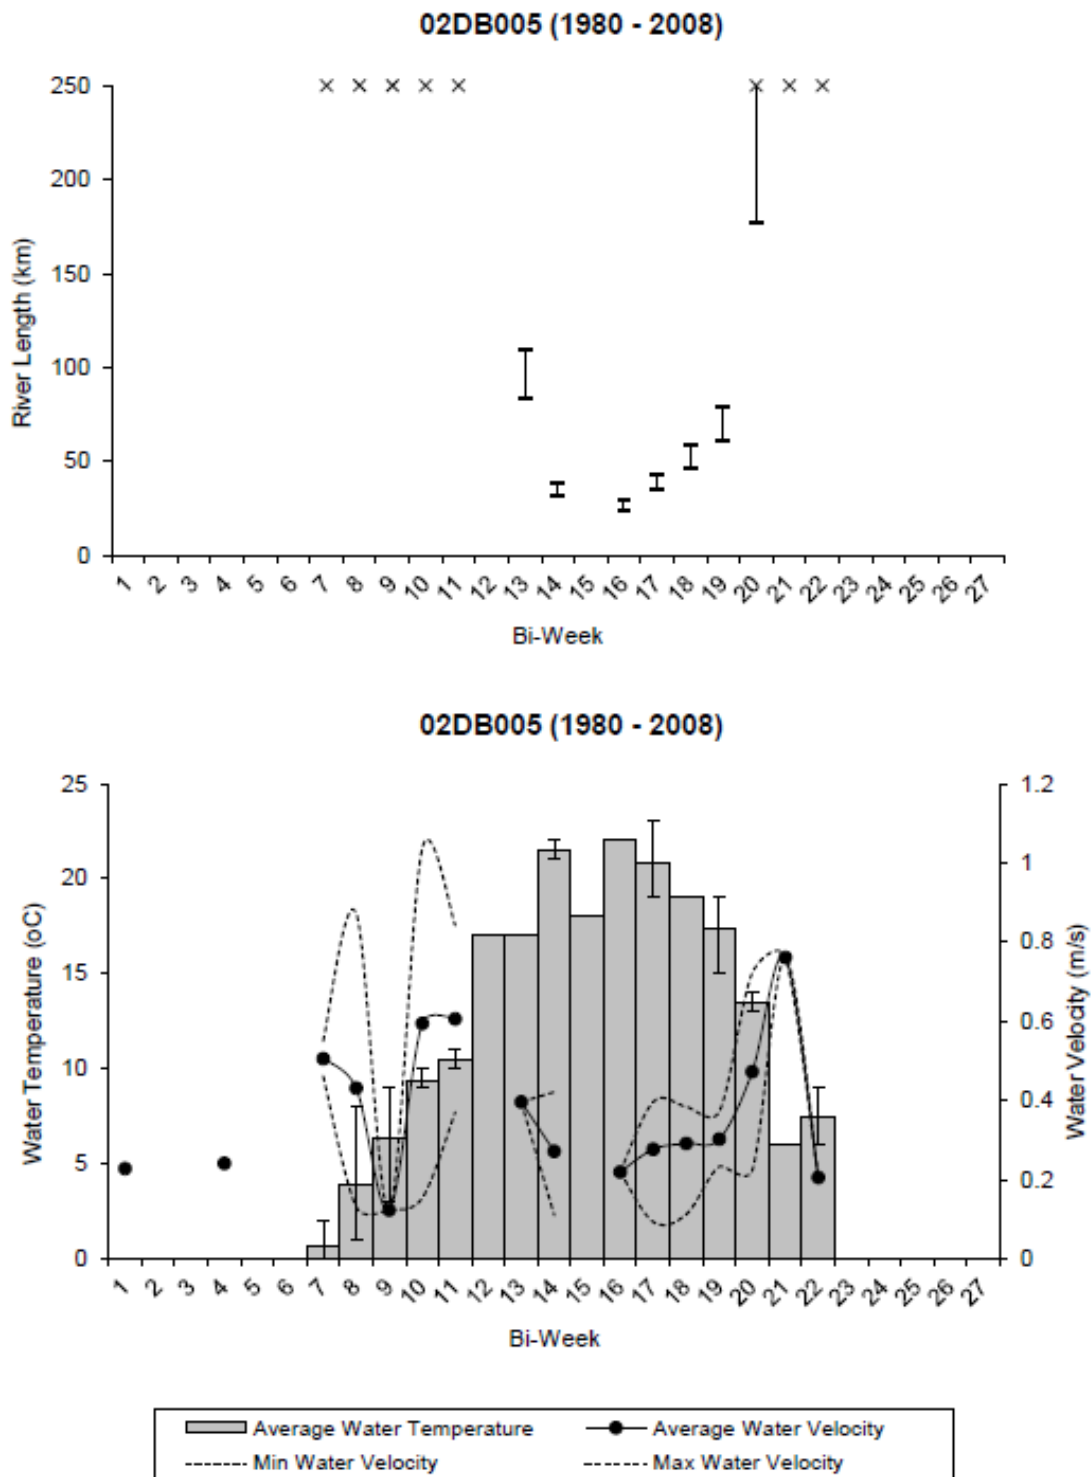 02DB005 (1980 - 2008)
250
200
150
100
50
0
River Length (km)
1 2 3 4 5 6 7 8 9 10 11 12 13 14 15 16 17 18 19 20 21 22 23 24 25 26 27
Bi-Week
02DB005 (1980 - 2008)
25
20
15
10
5
0
Water Temperature (oC)
1.2
1
0.8
0.6
0.4
0.2
0
Water Velocity (m/s)
1 2 3 4 5 6 7 8 9 10 11 12 13 14 15 16 17 18 19 20 21 22 23 24 25 26 27
Bi-Week
Average Water Temperature Average Water Velocity
Min Water Velocity Max Water Velocity